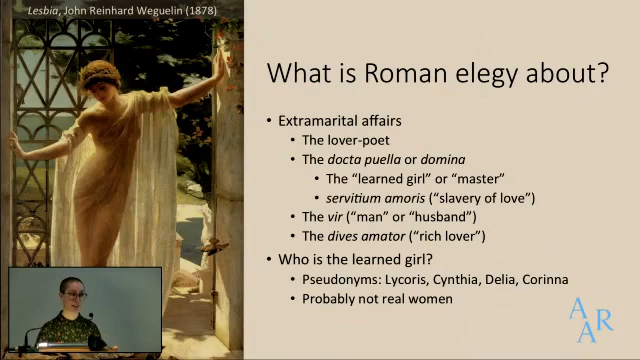 Lesbia, John Reinhard Weguelin (1878)
What is Roman elegy about?
• Extramarital affairs
• The lover-poet
• The docta puella or domina
• The “learned girl” or “master”
• servitium amoris (“slavery of love”)
• The vir (“man” or “husband”)
• The dives amator (“rich lover”)
• Who is the learned girl?
• Pseudonyms: Lycoris, Cynthia, Delia, Corinna
• Probably not real women
A
A R